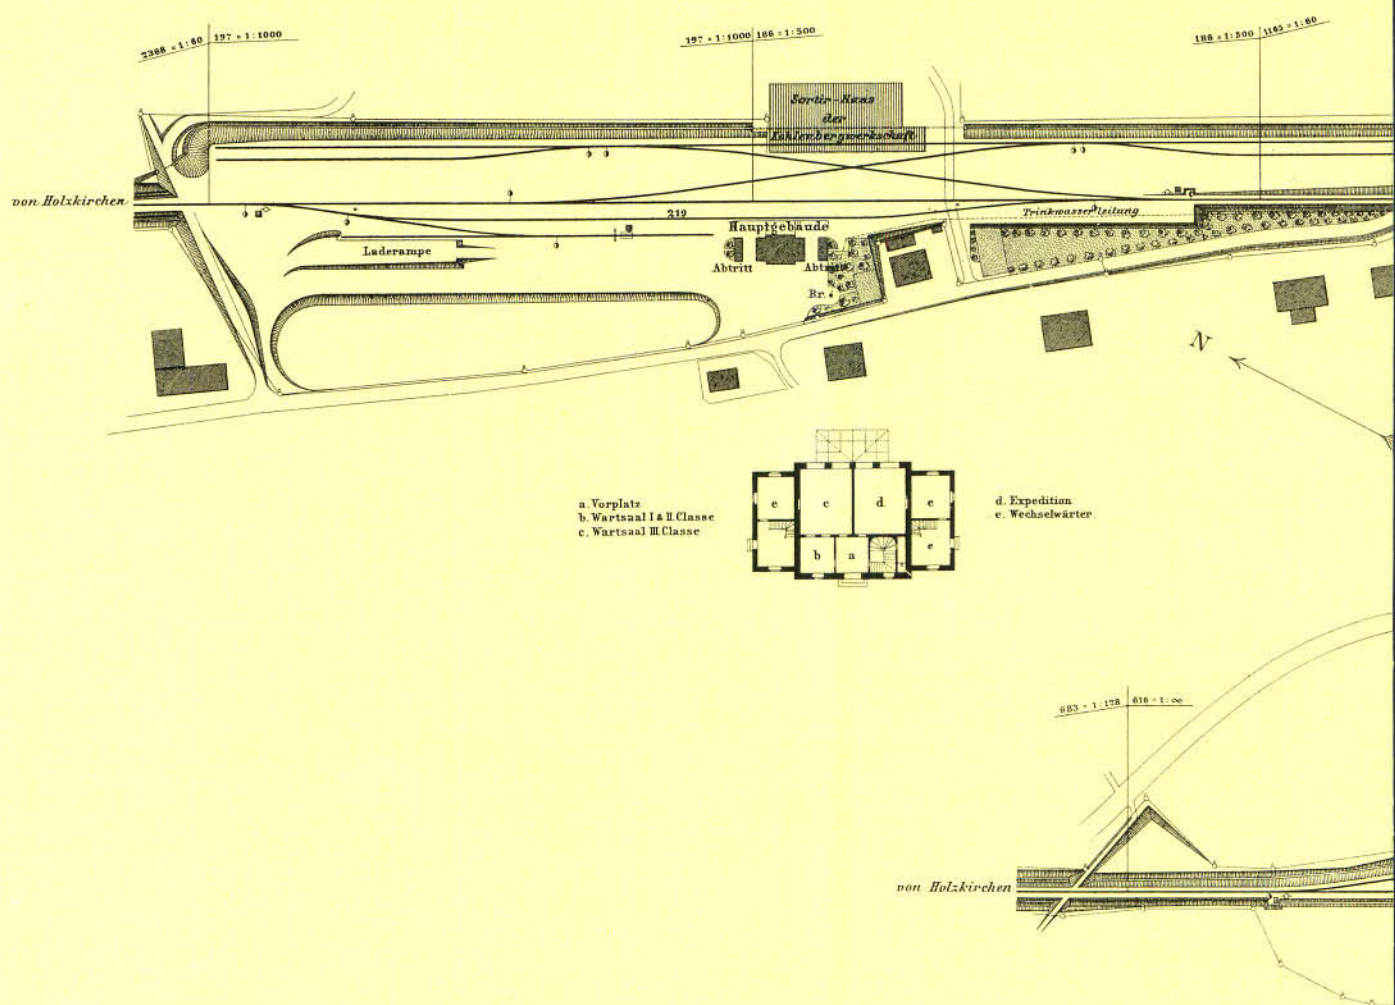 2388 = 1:60 197 = 1:1000
197 = 1:1000 186 = 1:500
186 = 1:500 1165 = 1:60
Sortir-Haus
der
Kohlenbergwerkschaft
von Holzkirchen
219
Trinkwasserleitung
Hauptgebäude
Laderampe
Abtritt
Abtritt
Br.
N
a. Vorplatz
b. Wartsaal I & II. Classe
c. Wartsaal III. Classe
e
c
d
e
b
a
e
d. Expedition
e. Wechselwärter
683 = 1:178 616 = 1:∞
von Holzkirchen